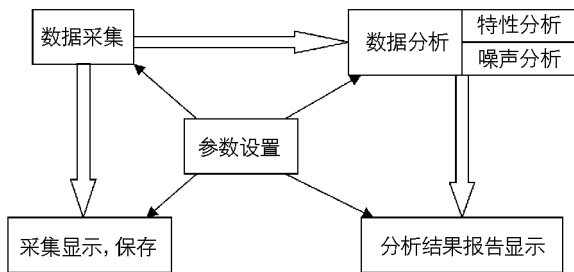 数据采集
数据分析
特性分析
噪声分析
参数设置
采集显示，保存
分析结果报告显示